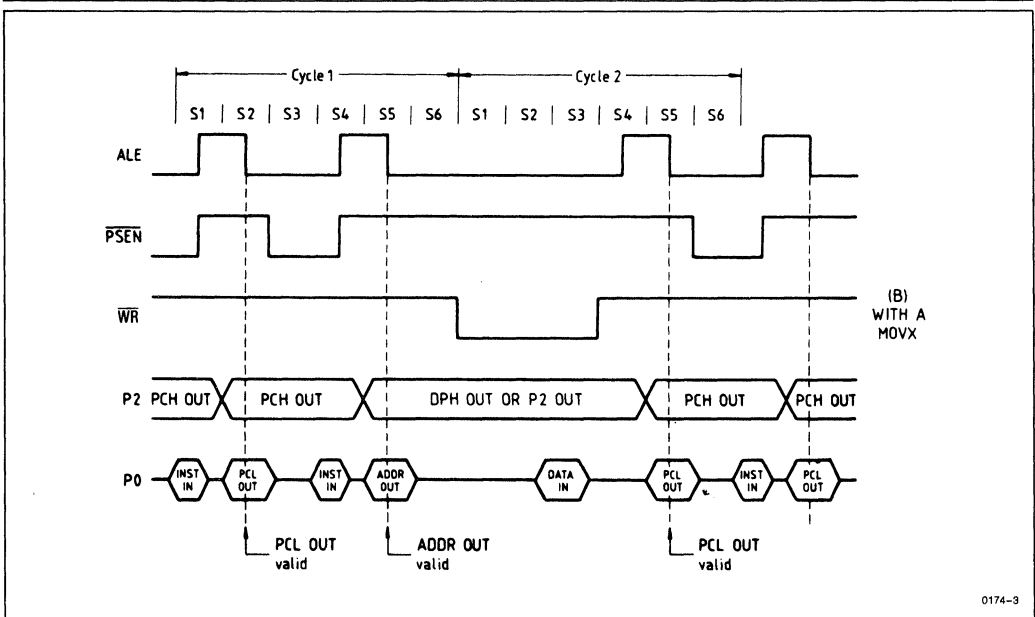 Cycle 1 Cycle 2
S1 | S2 | S3 | S4 | S5 | S6 S1 | S2 | S3 | S4 | S5 | S6
ALE
PSEN
WR
(B)
WITH A
MOVX
P2 PCH OUT PCH OUT DPH OUT OR P2 OUT PCH OUT PCH OUT
P0 INST IN PCL OUT INST IN ADDR OUT DATA IN PCL OUT INST IN PCL OUT
PCL OUT valid ADDR OUT valid PCL OUT valid
0174-3